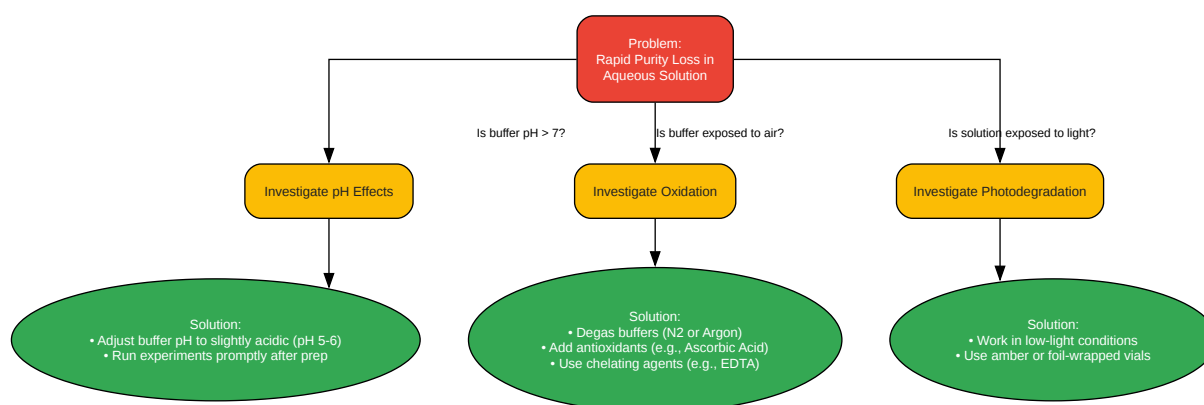 Problem:
Rapid Purity Loss in
Aqueous Solution
Is buffer pH > 7?
Is buffer exposed to air?
Is solution exposed to light?
Investigate pH Effects
Investigate Oxidation
Investigate Photodegradation
Solution:
• Adjust buffer pH to slightly acidic (pH 5-6)
• Run experiments promptly after prep
Solution:
• Degas buffers (N2 or Argon)
• Add antioxidants (e.g., Ascorbic Acid)
• Use chelating agents (e.g., EDTA)
Solution:
• Work in low-light conditions
• Use amber or foil-wrapped vials